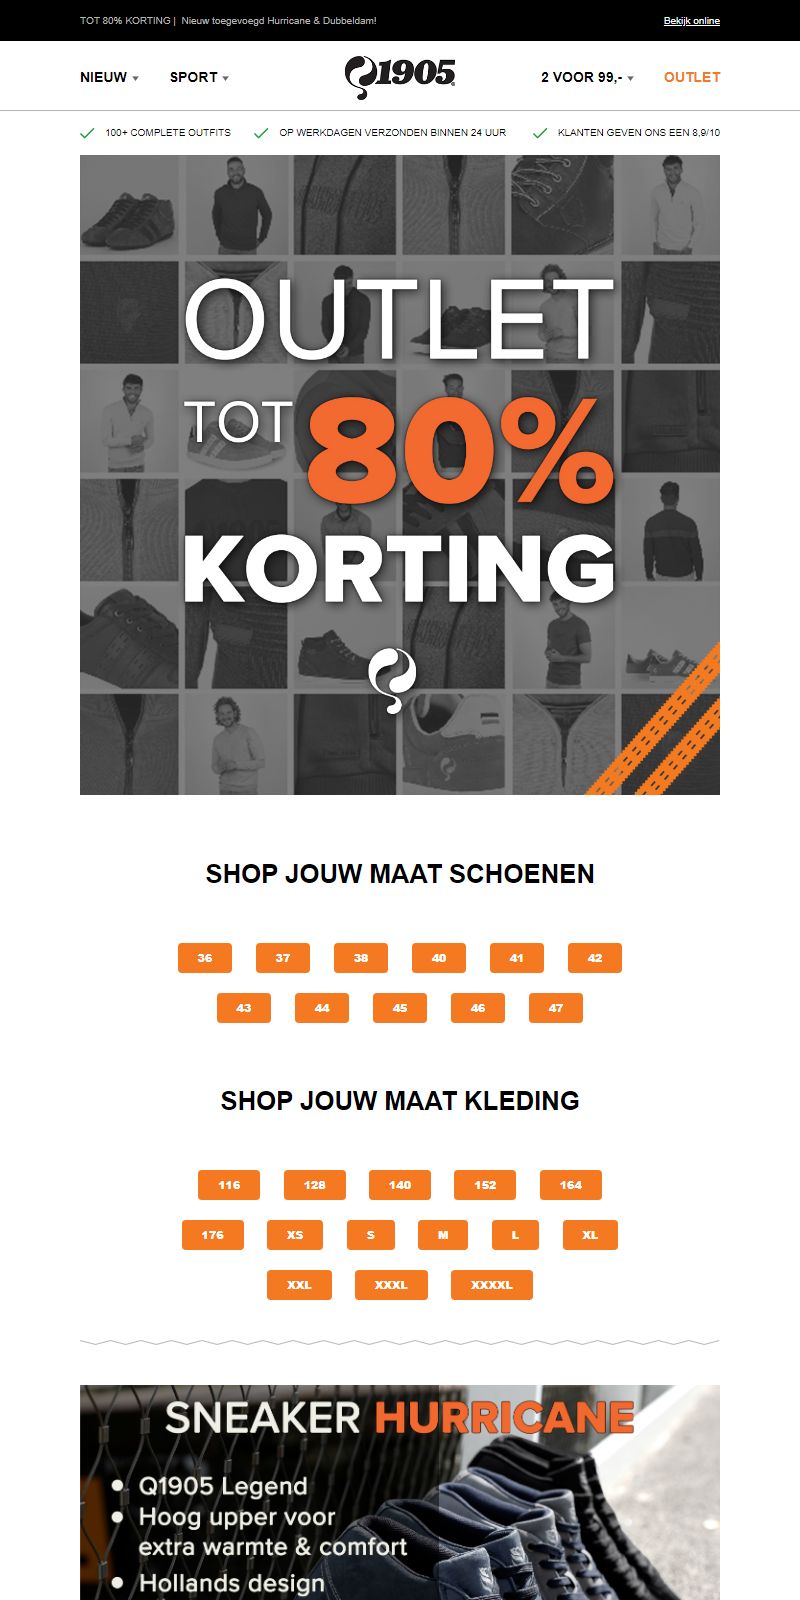 TOT 80% KORTING | Nieuw toegevoegd Hurricane & Dubbeldam!
Bekijk online
NIEUW
SPORT
1905
2 VOOR 99,-
OUTLET
100+ COMPLETE OUTFITS
OP WERKDAGEN VERZONDEN BINNEN 24 UUR
KLANTEN GEVEN ONS EEN 8,9/10
OUTLET
TOT 80%
KORTING
SHOP JOUW MAAT SCHOENEN
36 37 38 40 41 42
43 44 45 46 47
SHOP JOUW MAAT KLEDING
116 128 140 152 164
176 XS S M L XL
XXL XXXL XXXXL
SNEAKER HURRICANE
• Q1905 Legend
• Hoog upper voor
extra warmte & comfort
• Hollands design